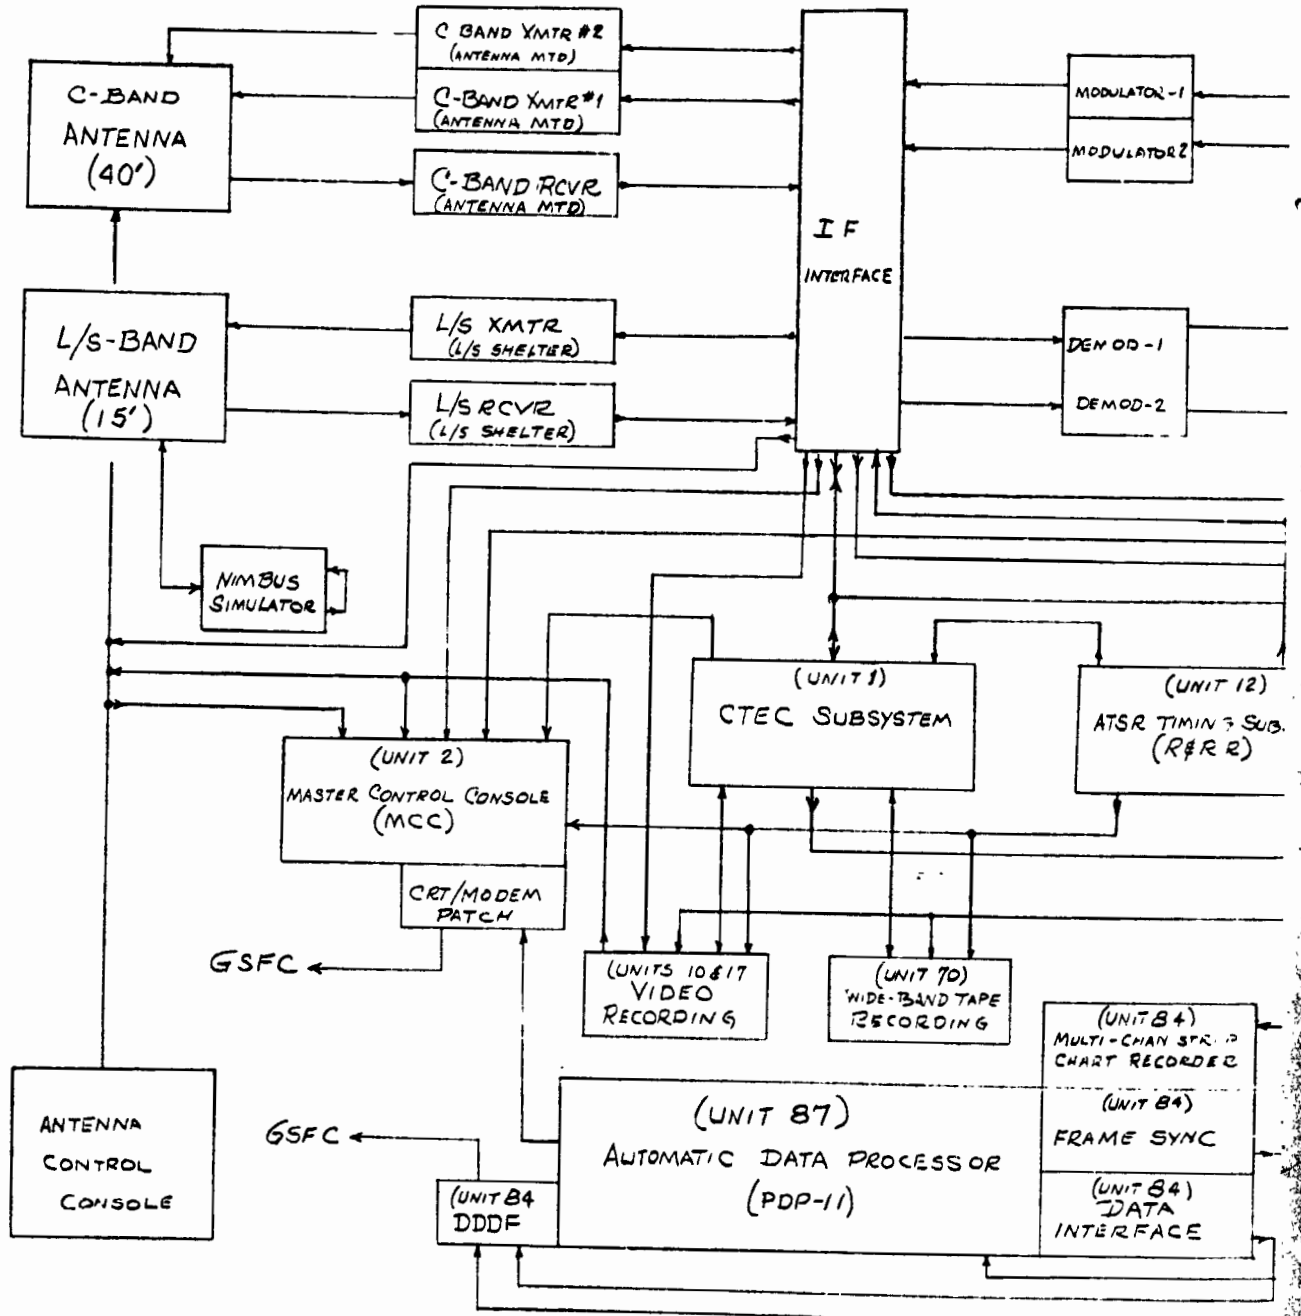 C BAND XMTR #2
(ANTENNA MTD)
C-BAND XMTR #1
(ANTENNA MTD)
C-BAND RCVR
(ANTENNA MTD)
C-BAND
ANTENNA
(40')
IF
INTERFACE
MODULATOR-1
MODULATOR 2
L/S-BAND
ANTENNA
(15')
L/S XMTR
(L/S SHELTER)
L/S RCVR
(L/S SHELTER)
DEMOD-1
DEMOD-2
NIMBUS
SIMULATOR
(UNIT 1)
CTEC SUBSYSTEM
(UNIT 12)
ATSR TIMING SUB.
(R&R R)
(UNIT 2)
MASTER CONTROL CONSOLE
(MCC)
CRT/MODEM
PATCH
GSFC
(UNITS 10 & 17)
VIDEO
RECORDING
(UNIT 70)
WIDE-BAND TAPE
RECORDING
(UNIT 84)
MULTI-CHAN STRIP
CHART RECORDER
(UNIT 84)
FRAME SYNC
(UNIT 84)
DATA
INTERFACE
(UNIT 87)
AUTOMATIC DATA PROCESSOR
(PDP-11)
GSFC
(UNIT 84
DDDF
ANTENNA
CONTROL
CONSOLE